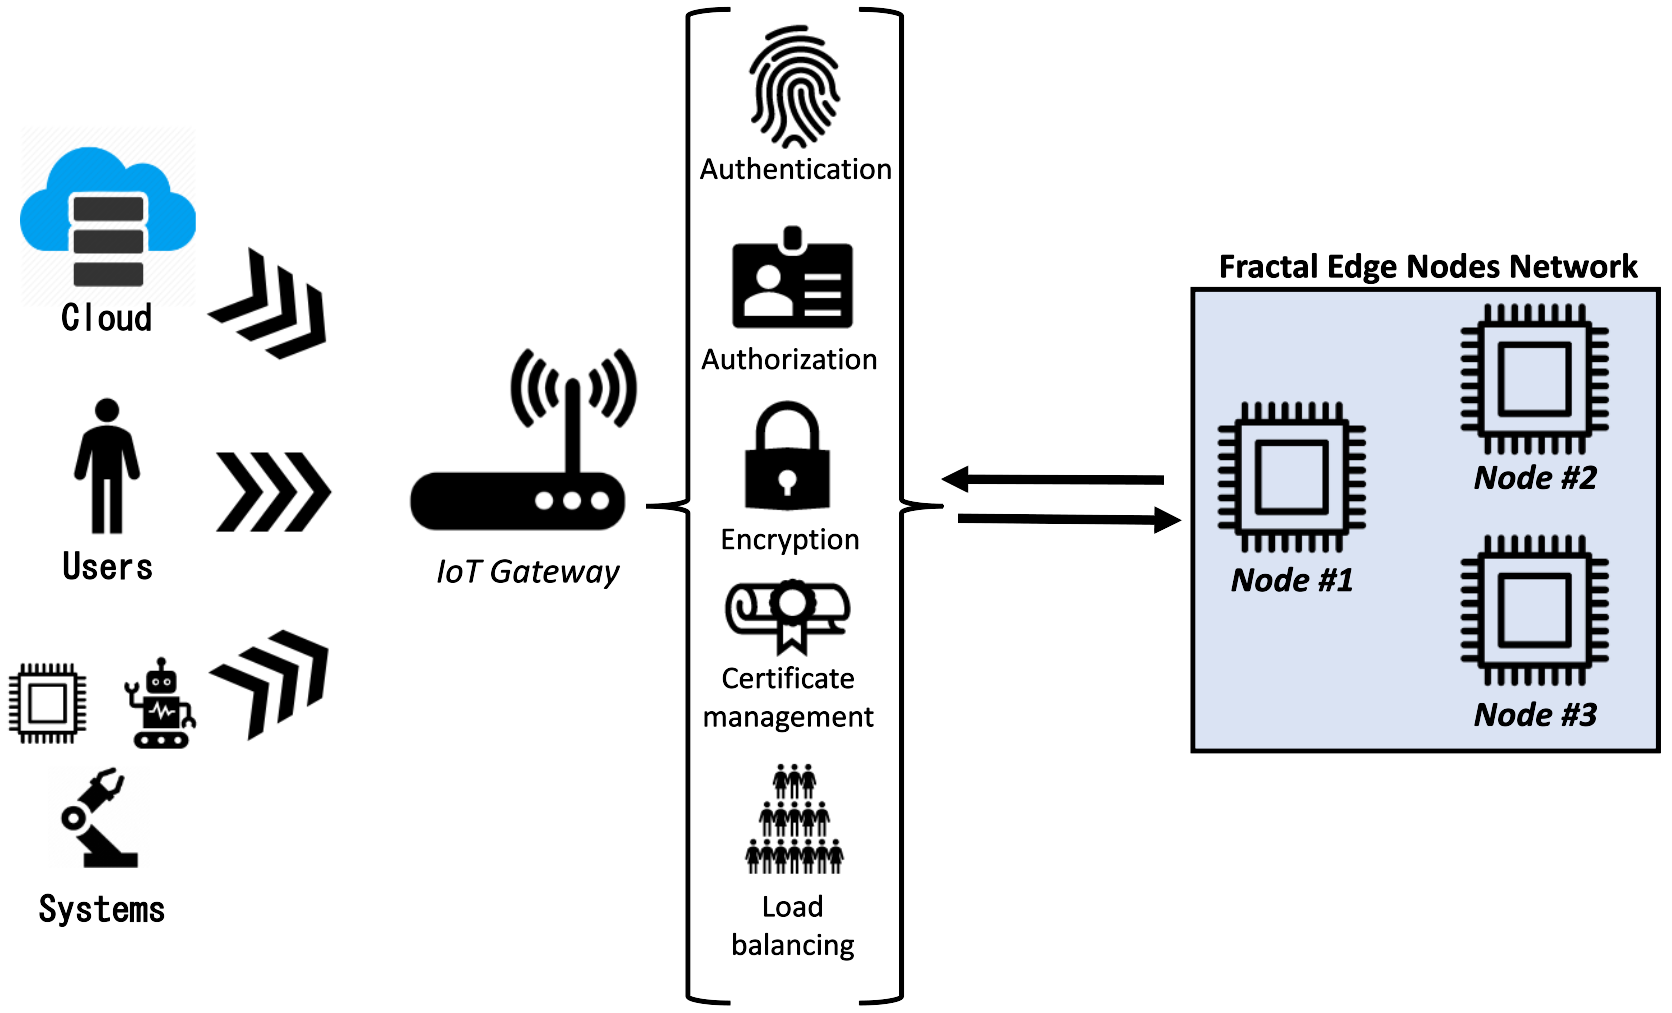 Cloud
Users
Systems
IoT Gateway
Authentication
Authorization
Encryption
Certificate
management
Load
balancing
Fractal Edge Nodes Network
Node #1
Node #2
Node #3